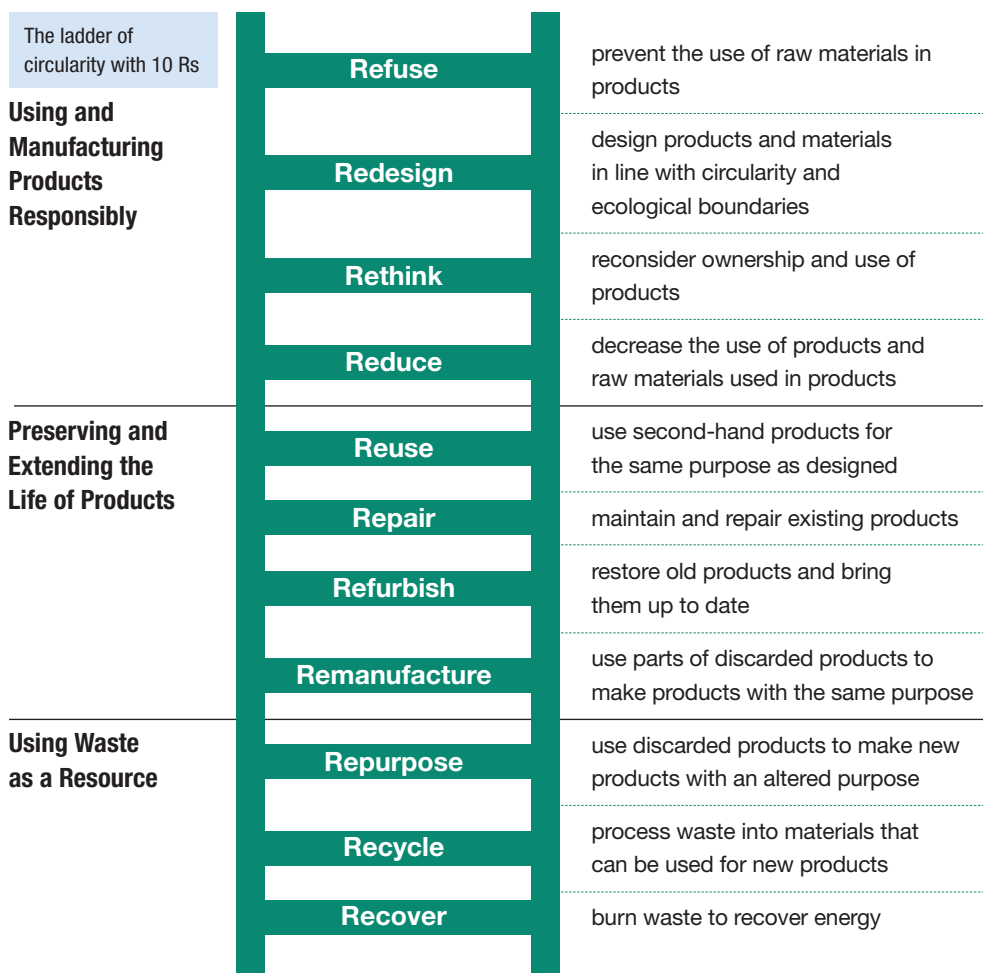 The ladder of
circularity with 10 Rs
Using and
Manufacturing
Products
Responsibly
Refuse
prevent the use of raw materials in
products
Redesign
design products and materials
in line with circularity and
ecological boundaries
Rethink
reconsider ownership and use of
products
Reduce
decrease the use of products and
raw materials used in products
Preserving and
Extending the
Life of Products
Reuse
use second-hand products for
the same purpose as designed
Repair
maintain and repair existing products
Refurbish
restore old products and bring
them up to date
Remanufacture
use parts of discarded products to
make products with the same purpose
Using Waste
as a Resource
Repurpose
use discarded products to make new
products with an altered purpose
Recycle
process waste into materials that
can be used for new products
Recover
burn waste to recover energy